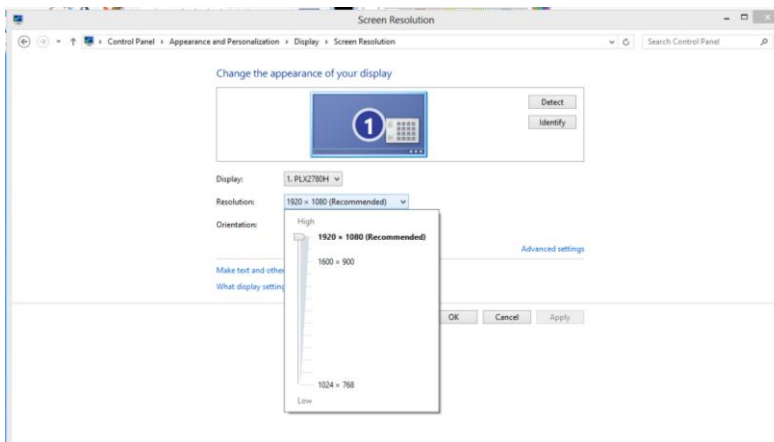 Screen Resolution
Control Panel › Appearance and Personalization › Display › Screen Resolution
Search Control Panel
Change the appearance of your display
1
Detect
Identify
Display: 1. PLX2780H
Resolution: 1920 × 1080 (Recommended)
Orientation:
High
1920 × 1080 (Recommended)
Advanced settings
1600 × 900
Make text and other
What display setting
OK Cancel Apply
1024 × 768
Low